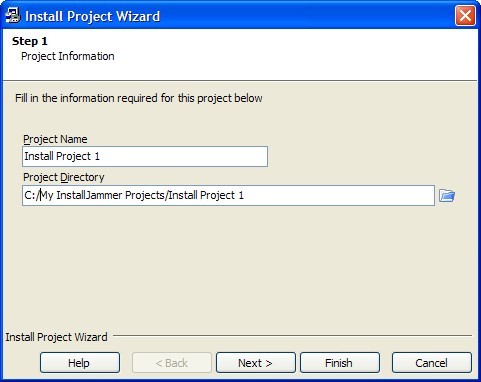 Install Project Wizard
Step 1
Project Information
Fill in the information required for this project below
Project Name
Install Project 1
Project Directory
C:/My InstallJammer Projects/Install Project 1
Install Project Wizard
Help
< Back
Next >
Finish
Cancel